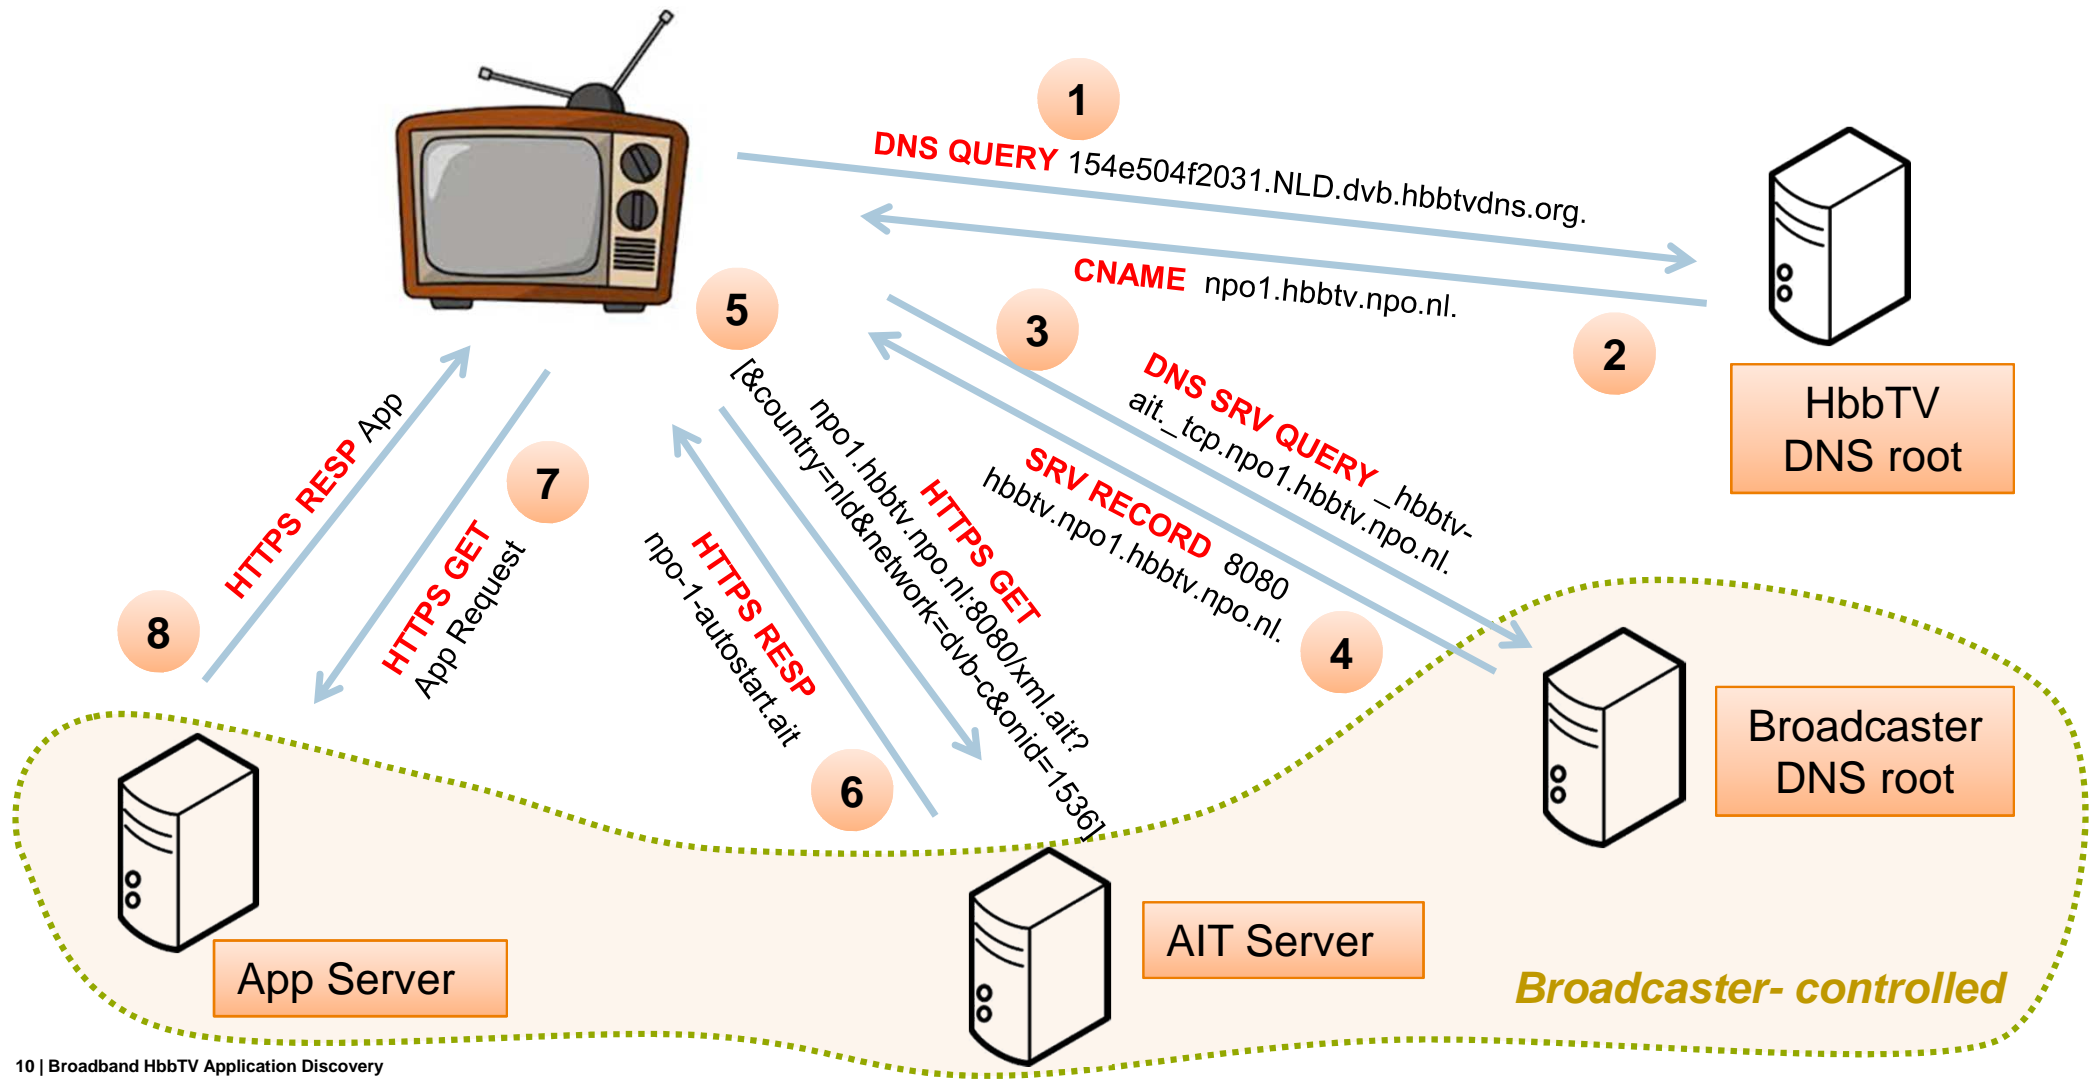 1
DNS QUERY 154e504f2031.NLD.dvb.hbbtvdns.org.
CNAME npo1.hbbtv.npo.nl.
2
HbbTV
DNS root
3
DNS SRV QUERY _hbbtv-
ait._tcp.npo1.hbbtv.npo.nl.
SRV RECORD 8080
hbbtv.npo1.hbbtv.npo.nl.
4
Broadcaster
DNS root
5
HTTPS GET
npo1.hbbtv.npo.nl:8080/xml.ait?
[&country=nld&network=dvb-c&onid=1536]
HTTPS RESP
npo-1-autostart.ait
6
AIT Server
7
HTTPS GET
App Request
HTTPS RESP App
8
App Server
Broadcaster- controlled
10 | Broadband HbbTV Application Discovery